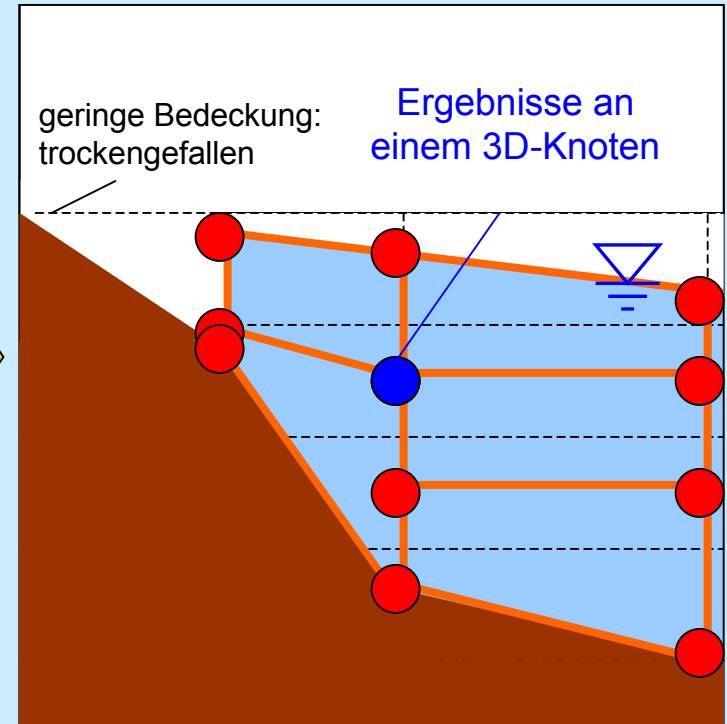 geringe Bedeckung:
trockengefallen
Ergebnisse an
einem 3D-Knoten